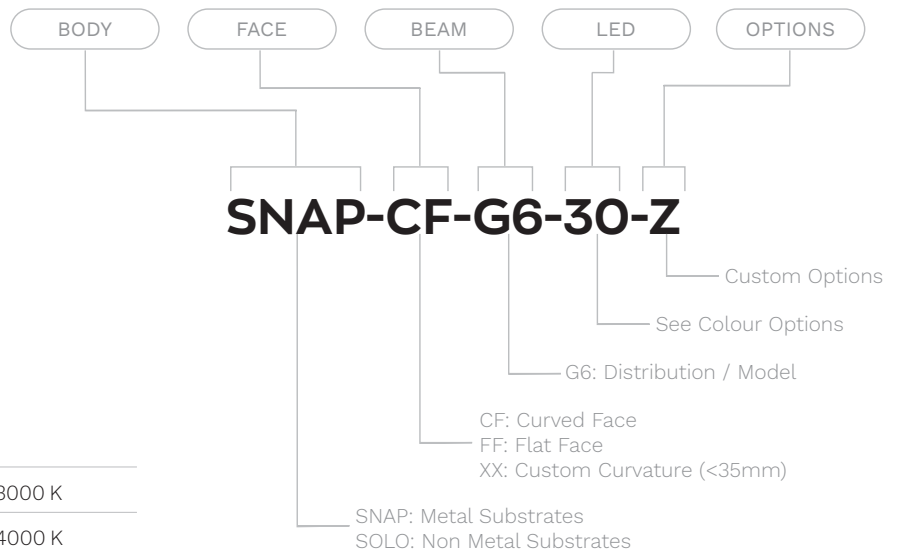 BODY
FACE
BEAM
LED
OPTIONS
SNAP-CF-G6-30-Z
Custom Options
See Colour Options
G6: Distribution / Model
CF: Curved Face
FF: Flat Face
XX: Custom Curvature (<35mm)
SNAP: Metal Substrates
SOLO: Non Metal Substrates
3000 K
4000 K